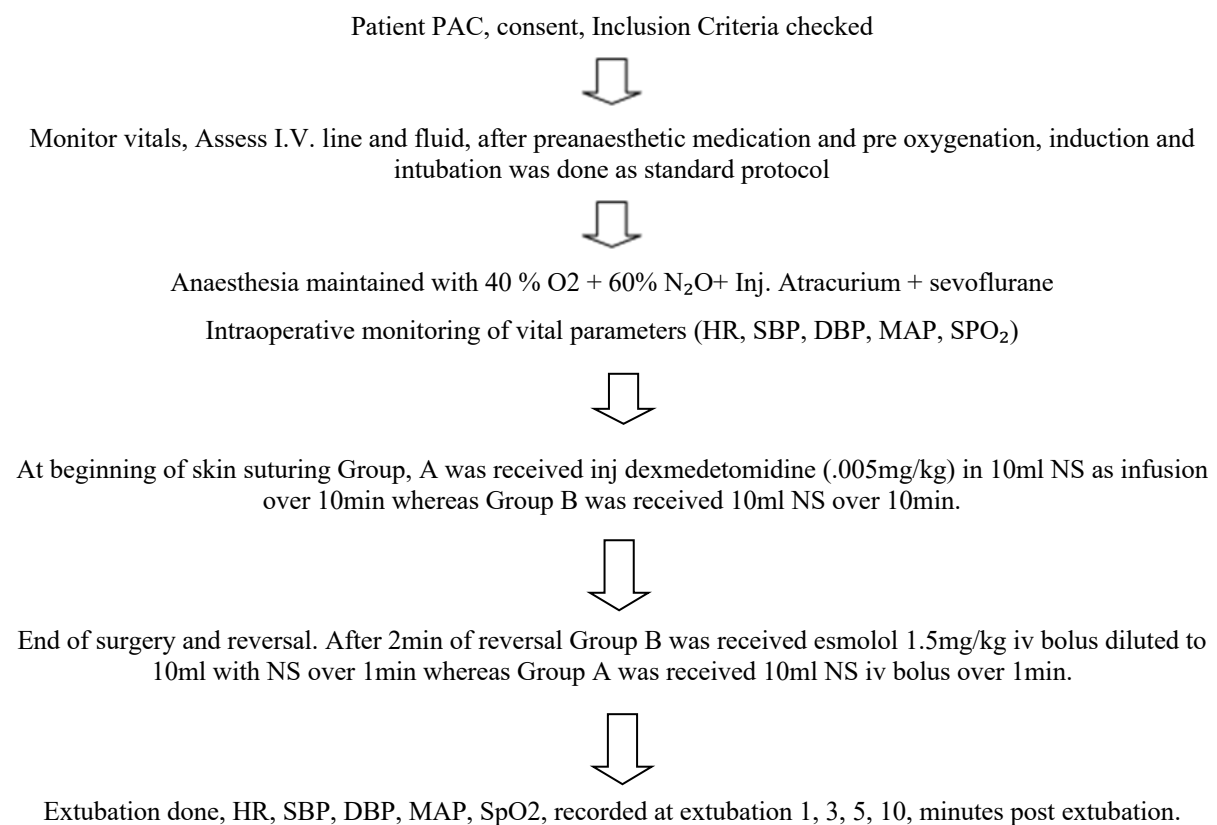 Patient PAC, consent, Inclusion Criteria checked
Monitor vitals, Assess I.V. line and fluid, after preanaesthetic medication and pre oxygenation, induction and
intubation was done as standard protocol
Anaesthesia maintained with 40 % O2 + 60% N₂O+ Inj. Atracurium + sevoflurane
Intraoperative monitoring of vital parameters (HR, SBP, DBP, MAP, SPO₂)
At beginning of skin suturing Group, A was received inj dexmedetomidine (.005mg/kg) in 10ml NS as infusion
over 10min whereas Group B was received 10ml NS over 10min.
End of surgery and reversal. After 2min of reversal Group B was received esmolol 1.5mg/kg iv bolus diluted to
10ml with NS over 1min whereas Group A was received 10ml NS iv bolus over 1min.
Extubation done, HR, SBP, DBP, MAP, SpO2, recorded at extubation 1, 3, 5, 10, minutes post extubation.